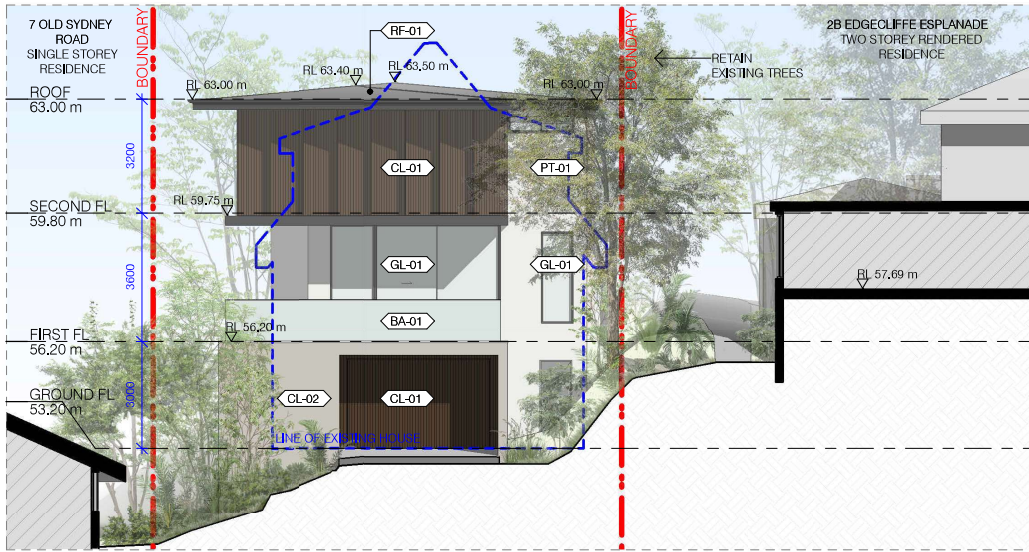 7 OLD SYDNEY
ROAD
SINGLE STOREY
RESIDENCE
BOUNDARY
RF-01
BOUNDARY
2B EDGECLIFFE ESPLANADE
TWO STOREY RENDERED
RESIDENCE
RETAIN
EXISTING TREES
RL 63.40 m
RL 63.50 m
RL 63.00 m
RL 63.00 m
ROOF
63.00 m
3200
CL-01
PT-01
RL 59.75 m
SECOND FL
59.80 m
3600
GL-01
GL-01
RL 57.69 m
BA-01
RL 56.20 m
FIRST FL
56.20 m
3000
GROUND FL
53.20 m
CL-02
CL-01
LINE OF EXISTING HOUSE